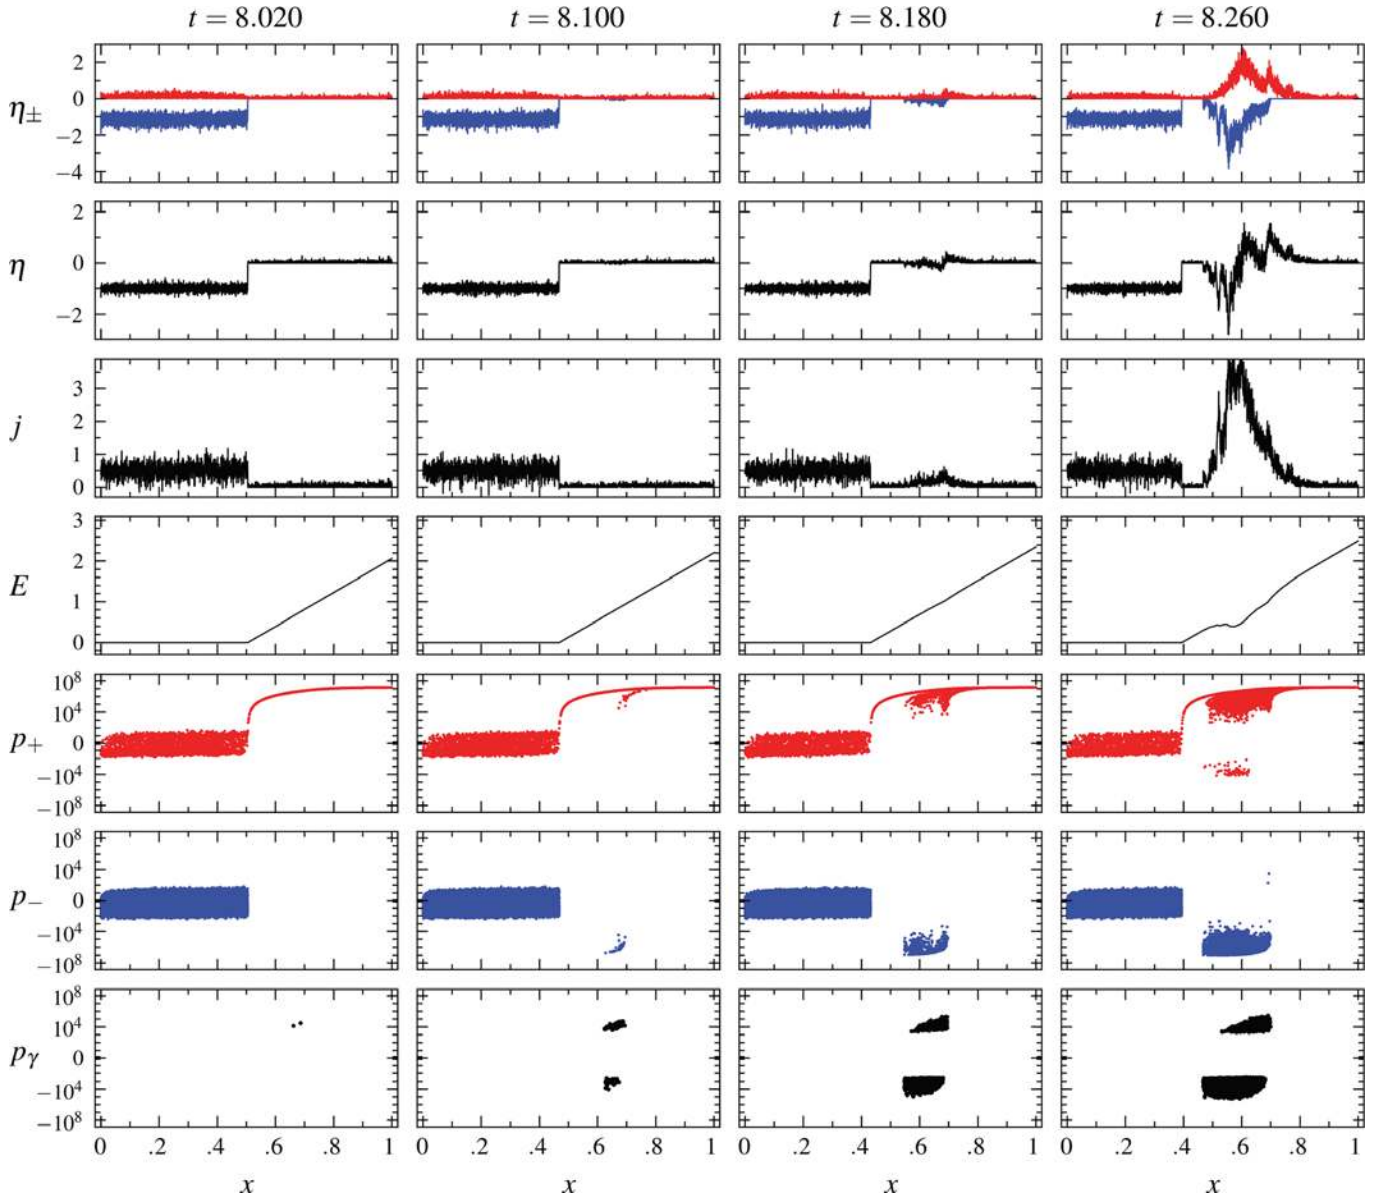 t = 8.020 t = 8.100 t = 8.180 t = 8.260
η± 2 0 −2 −4
η 2 0 −2
j 3 2 1 0
E 3 2 1 0
p+ 10⁸ 10⁴ 0 −10⁴ −10⁸
p− 10⁸ 10⁴ 0 −10⁴ −10⁸
pγ 10⁸ 10⁴ 0 −10⁴ −10⁸
0 .2 .4 .6 .8 1 0 .2 .4 .6 .8 1 0 .2 .4 .6 .8 1 0 .2 .4 .6 .8 1
x x x x